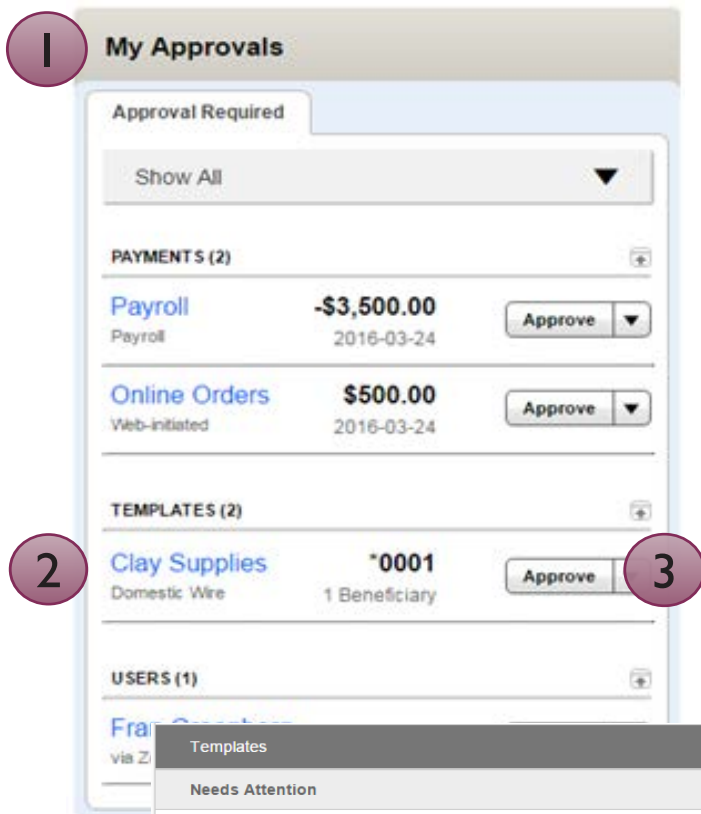 1
My Approvals
Approval Required
Show All
PAYMENTS (2)
Payroll -$3,500.00 Approve
Payroll 2016-03-24
Online Orders $500.00 Approve
Web-initiated 2016-03-24
TEMPLATES (2)
2 Clay Supplies *0001 Approve 3
Domestic Wire 1 Beneficiary
USERS (1)
via
Templates
Needs Attention